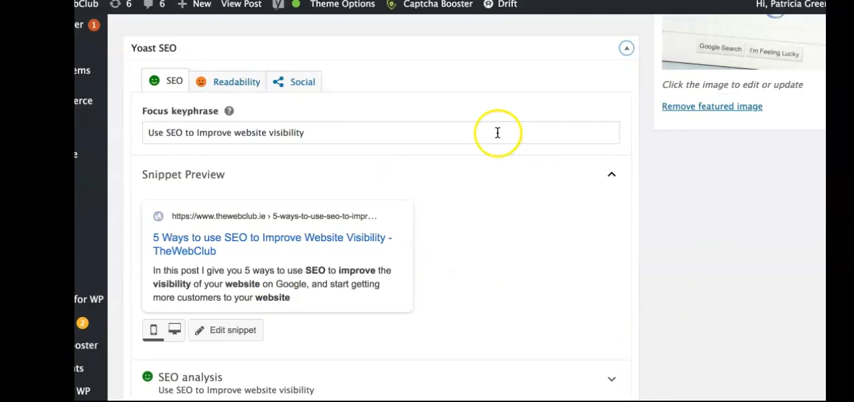 bClub 6 6 + New View Post Theme Options Captcha Booster Drift Hi, Patricia Green
er 1
Yoast SEO
Google Search I'm Feeling Lucky
ems
SEO Readability Social
Click the image to edit or update
erce
Remove featured image
Focus keyphrase ?
Use SEO to Improve website visibility
e
Snippet Preview
https://www.thewebclub.ie › 5-ways-to-use-seo-to-impr...
5 Ways to use SEO to Improve Website Visibility -
TheWebClub
In this post I give you 5 ways to use SEO to improve the
visibility of your website on Google, and start getting
more customers to your website
for WP
2
Edit snippet
ooster
ts
SEO analysis
Use SEO to Improve website visibility
WP